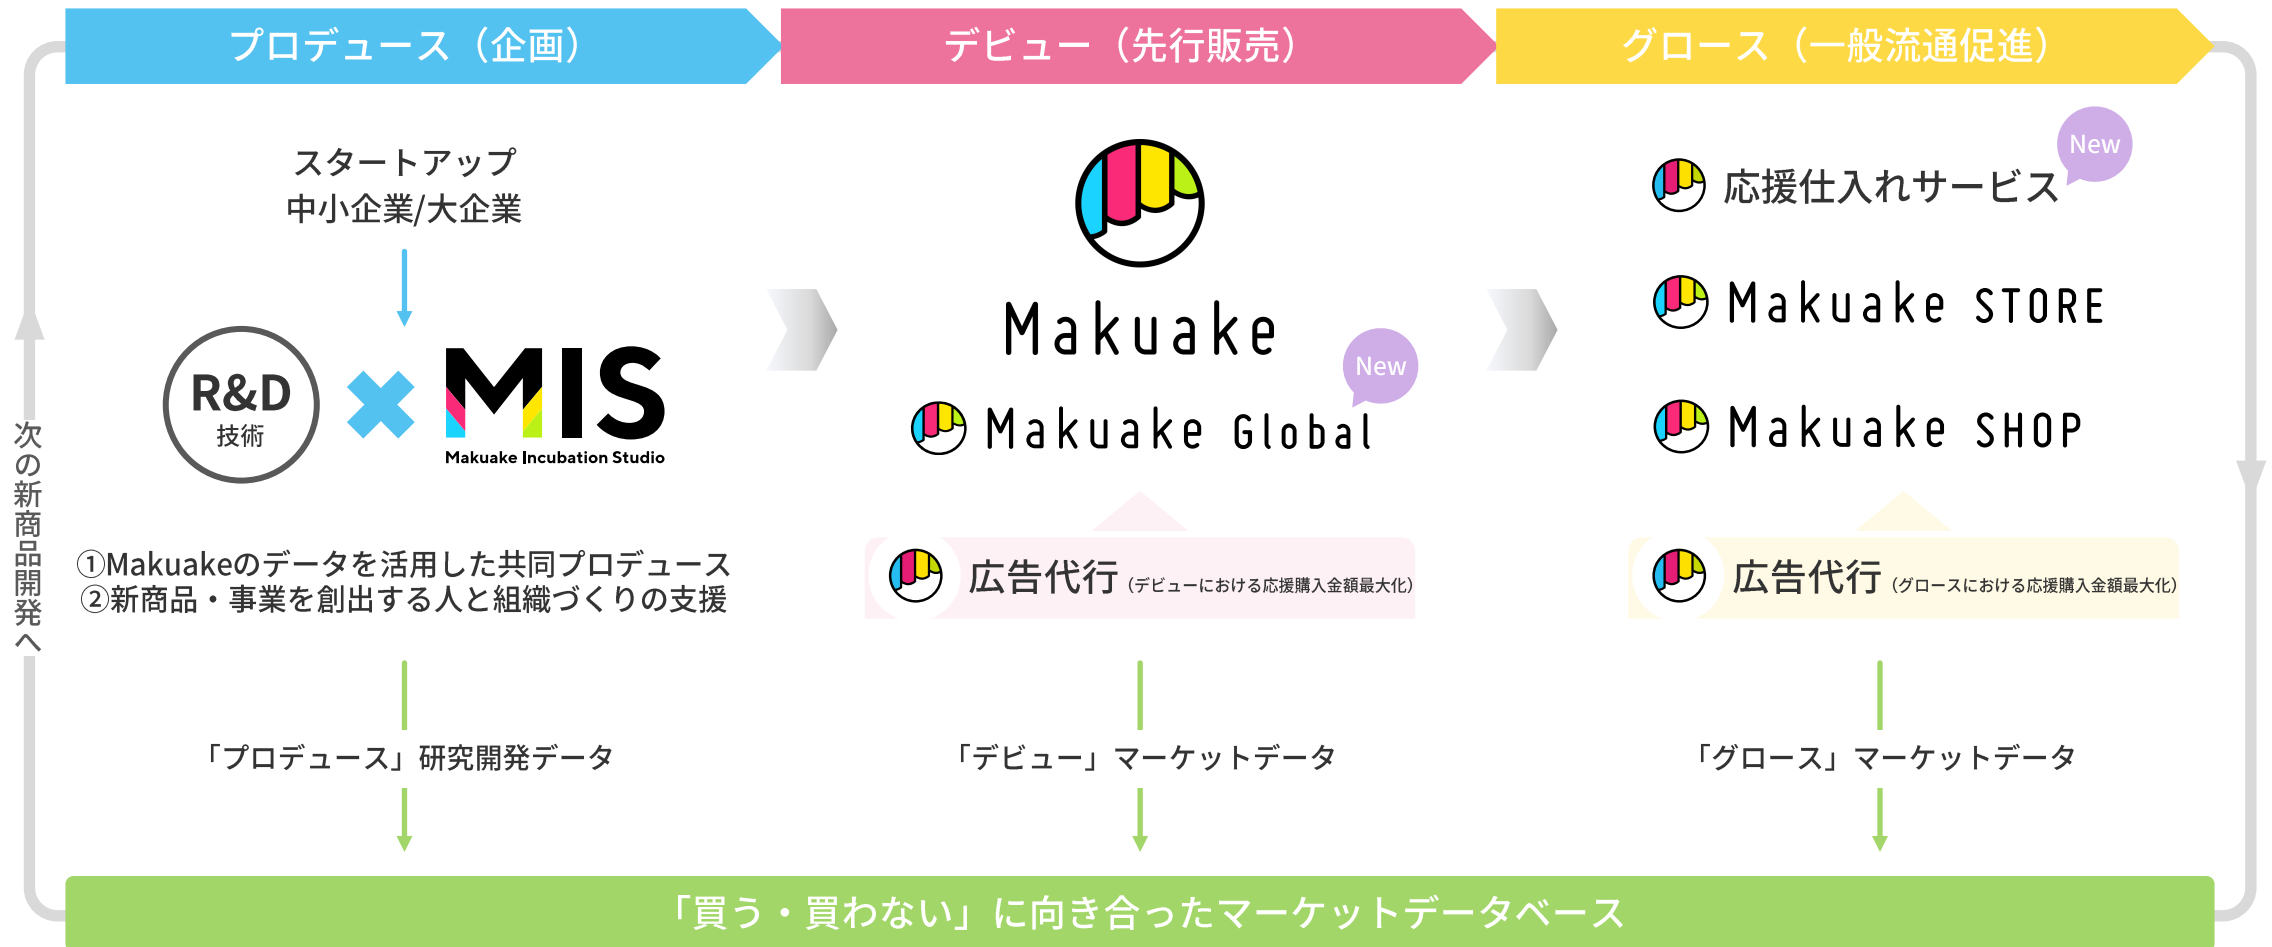 プロデュース（企画）
デビュー（先行販売）
グロース（一般流通促進）
スタートアップ
中小企業/大企業
R&D
技術
MIS
Makuake Incubation Studio
①Makuakeのデータを活用した共同プロデュース
②新商品・事業を創出する人と組織づくりの支援
「プロデュース」研究開発データ
Makuake
New
Makuake Global
広告代行（デビューにおける応援購入金額最大化）
「デビュー」マーケットデータ
New
応援仕入れサービス
Makuake STORE
Makuake SHOP
広告代行（グロースにおける応援購入金額最大化）
「グロース」マーケットデータ
次の新商品開発へ
「買う・買わない」に向き合ったマーケットデータベース